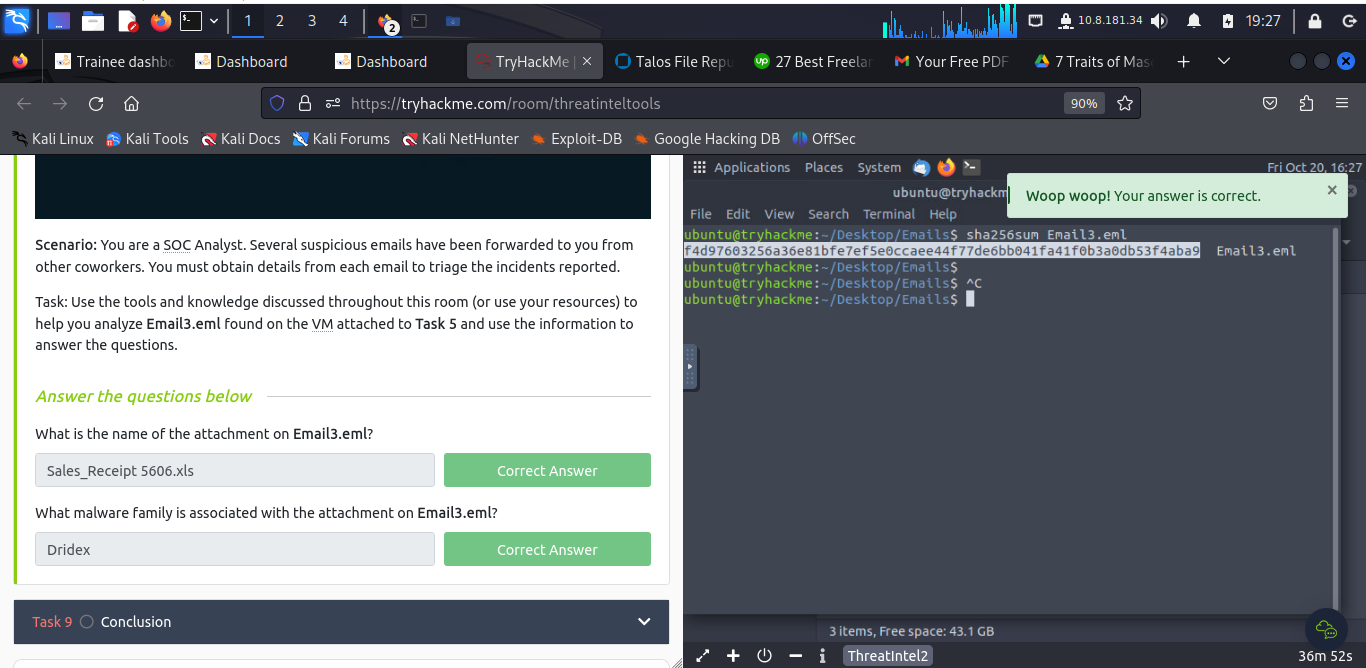 1 2 3 4 2 10.8.181.34 19:27
Trainee dashbo Dashboard Dashboard TryHackMe | Talos File Repu 27 Best Freelan Your Free PDF 7 Traits of Mas
https://tryhackme.com/room/threatinteltools 90%
Kali Linux Kali Tools Kali Docs Kali Forums Kali NetHunter Exploit-DB Google Hacking DB OffSec
Scenario: You are a SOC Analyst. Several suspicious emails have been forwarded to you from
other coworkers. You must obtain details from each email to triage the incidents reported.
Task: Use the tools and knowledge discussed throughout this room (or use your resources) to
help you analyze Email3.eml found on the VM attached to Task 5 and use the information to
answer the questions.
Answer the questions below
What is the name of the attachment on Email3.eml?
Sales_Receipt 5606.xls Correct Answer
What malware family is associated with the attachment on Email3.eml?
Dridex Correct Answer
Task 9 Conclusion
Applications Places System Fri Oct 20, 16:27
ubuntu@tryhackm
Woop woop! Your answer is correct.
File Edit View Search Terminal Help
ubuntu@tryhackme:~/Desktop/Emails$ sha256sum Email3.eml
f4d97603256a36e81bfe7ef5e0ccaee44f77de6bb041fa41f0b3a0db53f4aba9 Email3.eml
ubuntu@tryhackme:~/Desktop/Emails$
ubuntu@tryhackme:~/Desktop/Emails$ ^C
ubuntu@tryhackme:~/Desktop/Emails$
3 items, Free space: 43.1 GB
ThreatIntel2 36m 52s